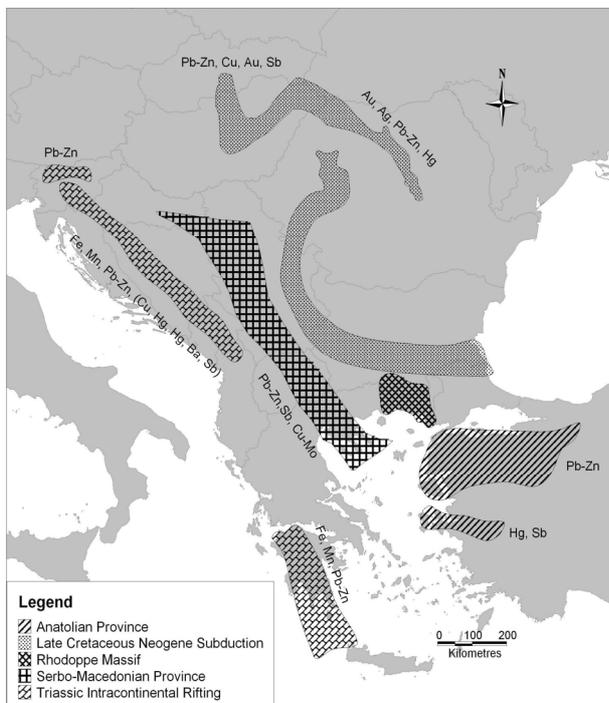 Pb-Zn, Cu, Au, Sb
N
Au, Ag, Pb-Zn, Hg
Pb-Zn
Fe, Mn, Pb-Zn, (Cu, Hg, Hg, Ba, Sb)
Pb-Zn,Sb, Cu-Mo
Pb-Zn
Hg, Sb
Fe, Mn, Pb-Zn
Legend
Anatolian Province
Late Cretaceous Neogene Subduction
Rhodoppe Massif
Serbo-Macedonian Province
Triassic Intracontinental Rifting
0 100 200
Kilometres